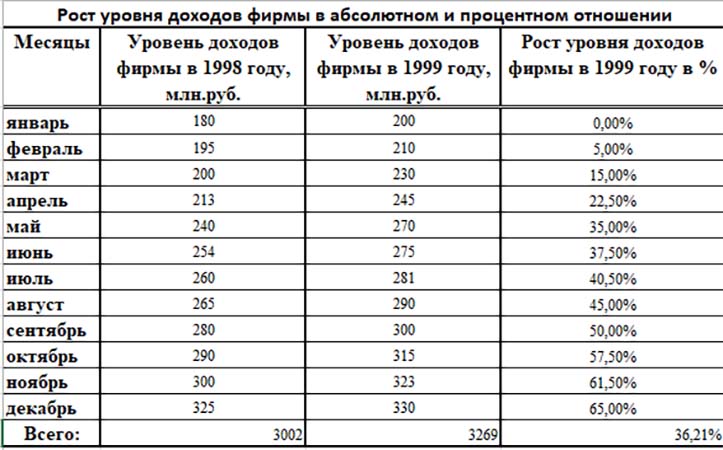 Рост уровня доходов фирмы в абсолютном и процентном отношении
Месяцы Уровень доходов Уровень доходов Рост уровня доходов
фирмы в 1998 году, фирмы в 1999 году, фирмы в 1999 году в %
млн.руб. млн.руб.
январь 180 200 0,00%
февраль 195 210 5,00%
март 200 230 15,00%
апрель 213 245 22,50%
май 240 270 35,00%
июнь 254 275 37,50%
июль 260 281 40,50%
август 265 290 45,00%
сентябрь 280 300 50,00%
октябрь 290 315 57,50%
ноябрь 300 323 61,50%
декабрь 325 330 65,00%
Всего: 3002 3269 36,21%